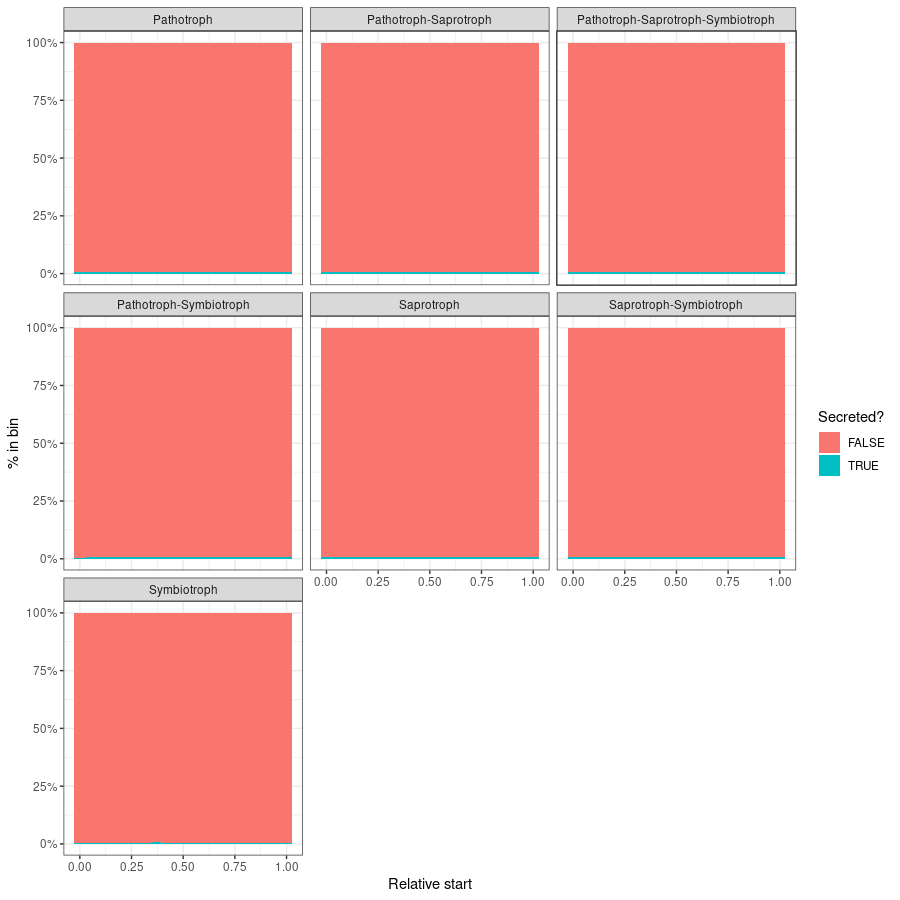 Pathotroph
Pathotroph-Saprotroph
Pathotroph-Saprotroph-Symbiotroph
100%
75%
50%
25%
0%
Pathotroph-Symbiotroph
Saprotroph
Saprotroph-Symbiotroph
100%
75%
50%
25%
0%
0.00 0.25 0.50 0.75 1.00
0.00 0.25 0.50 0.75 1.00
Symbiotroph
100%
75%
50%
25%
0%
0.00 0.25 0.50 0.75 1.00
% in bin
Relative start
Secreted?
FALSE
TRUE